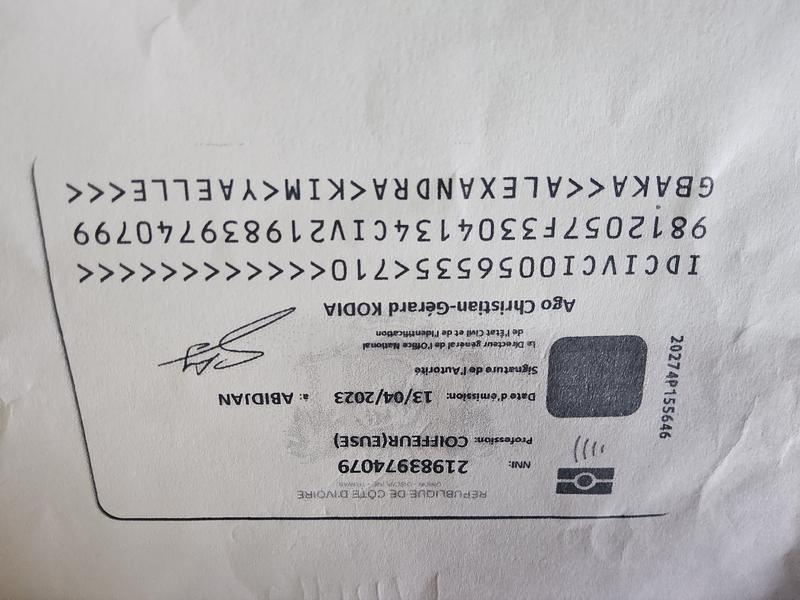 REPUBLIQUE DE CÔTE D'IVOIRE
NNI: 21983974079
Profession: COIFFEUR(EUSE)
Date d'émission: 13/04/2023 à: ABIDJAN
Signature de l'Autorité
Le Directeur général de l'Office National
de l'État Civil et de l'Identification
Ago Christian-Gérard KODIA
20274P155646
IDCIVCI0056535<710<<<<<<<<<<<<
9812057F3304134CIV219839740799
GBAKA<<ALEXANDRA<KIM<YAELLE<<<